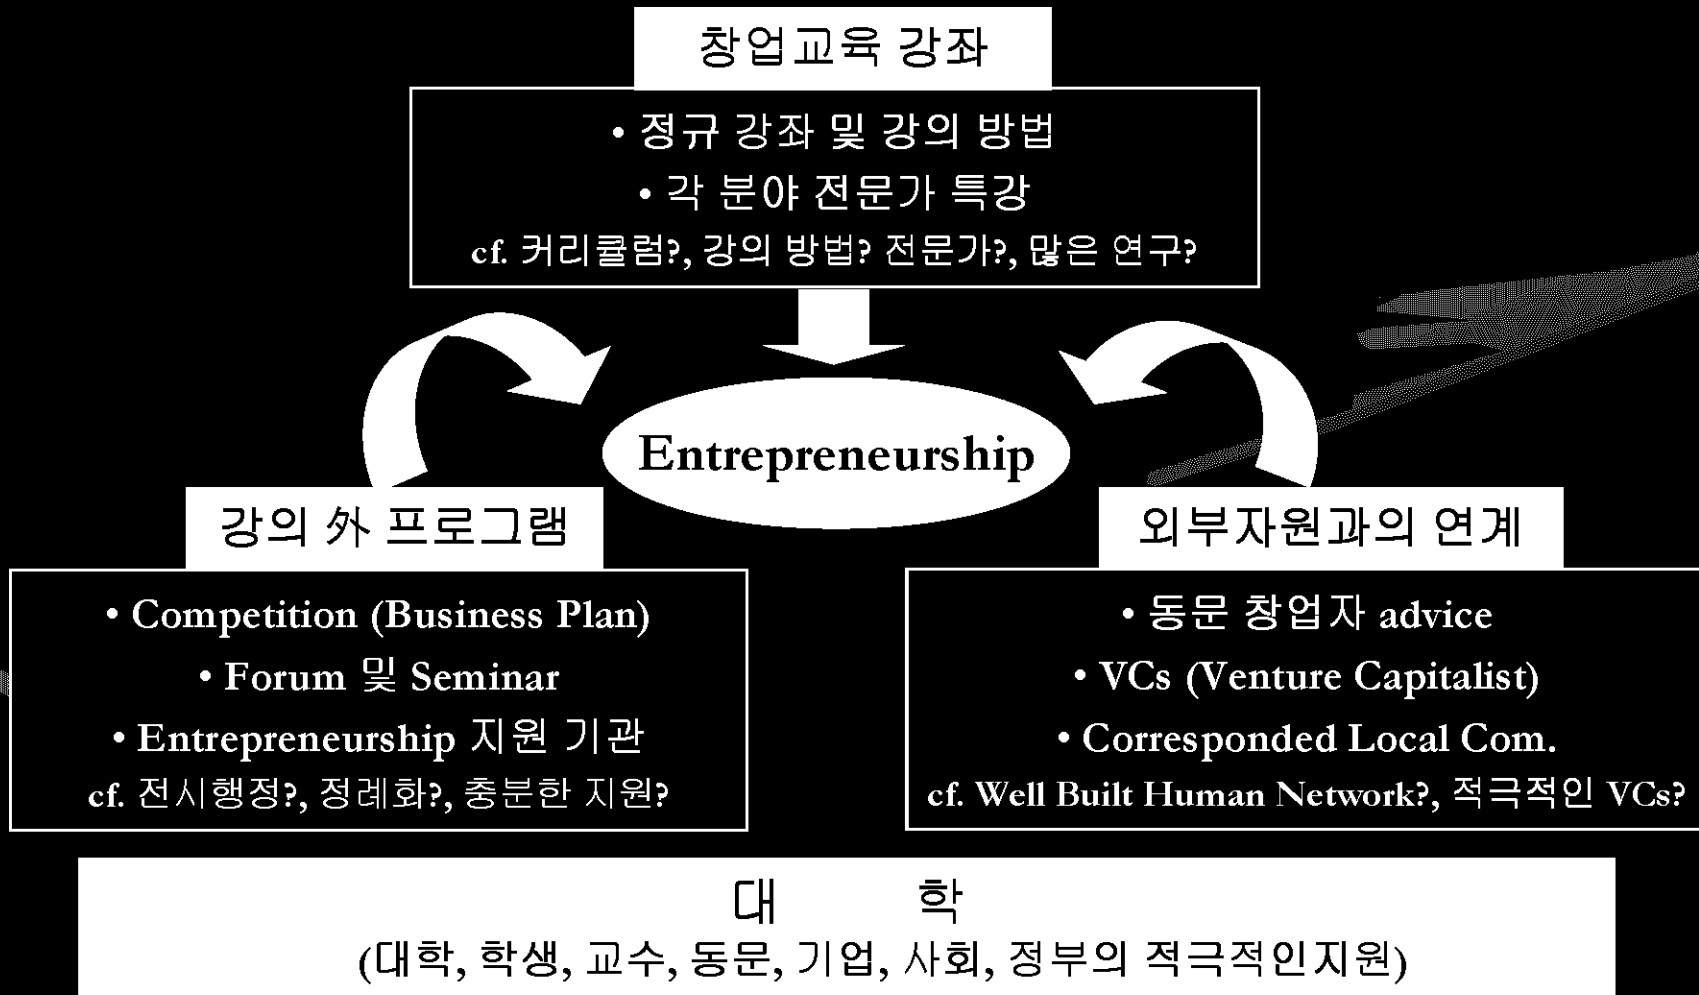 창업교육 강좌
• 정규 강좌 및 강의 방법
• 각 분야 전문가 특강
cf. 커리큘럼?, 강의 방법? 전문가?, 많은 연구?
Entrepreneurship
강의 外 프로그램
• Competition (Business Plan)
• Forum 및 Seminar
• Entrepreneurship 지원 기관
cf. 전시행정?, 정례화?, 충분한 지원?
외부자원과의 연계
• 동문 창업자 advice
• VCs (Venture Capitalist)
• Corresponded Local Com.
cf. Well Built Human Network?, 적극적인 VCs?
대 학
(대학, 학생, 교수, 동문, 기업, 사회, 정부의 적극적인지원)